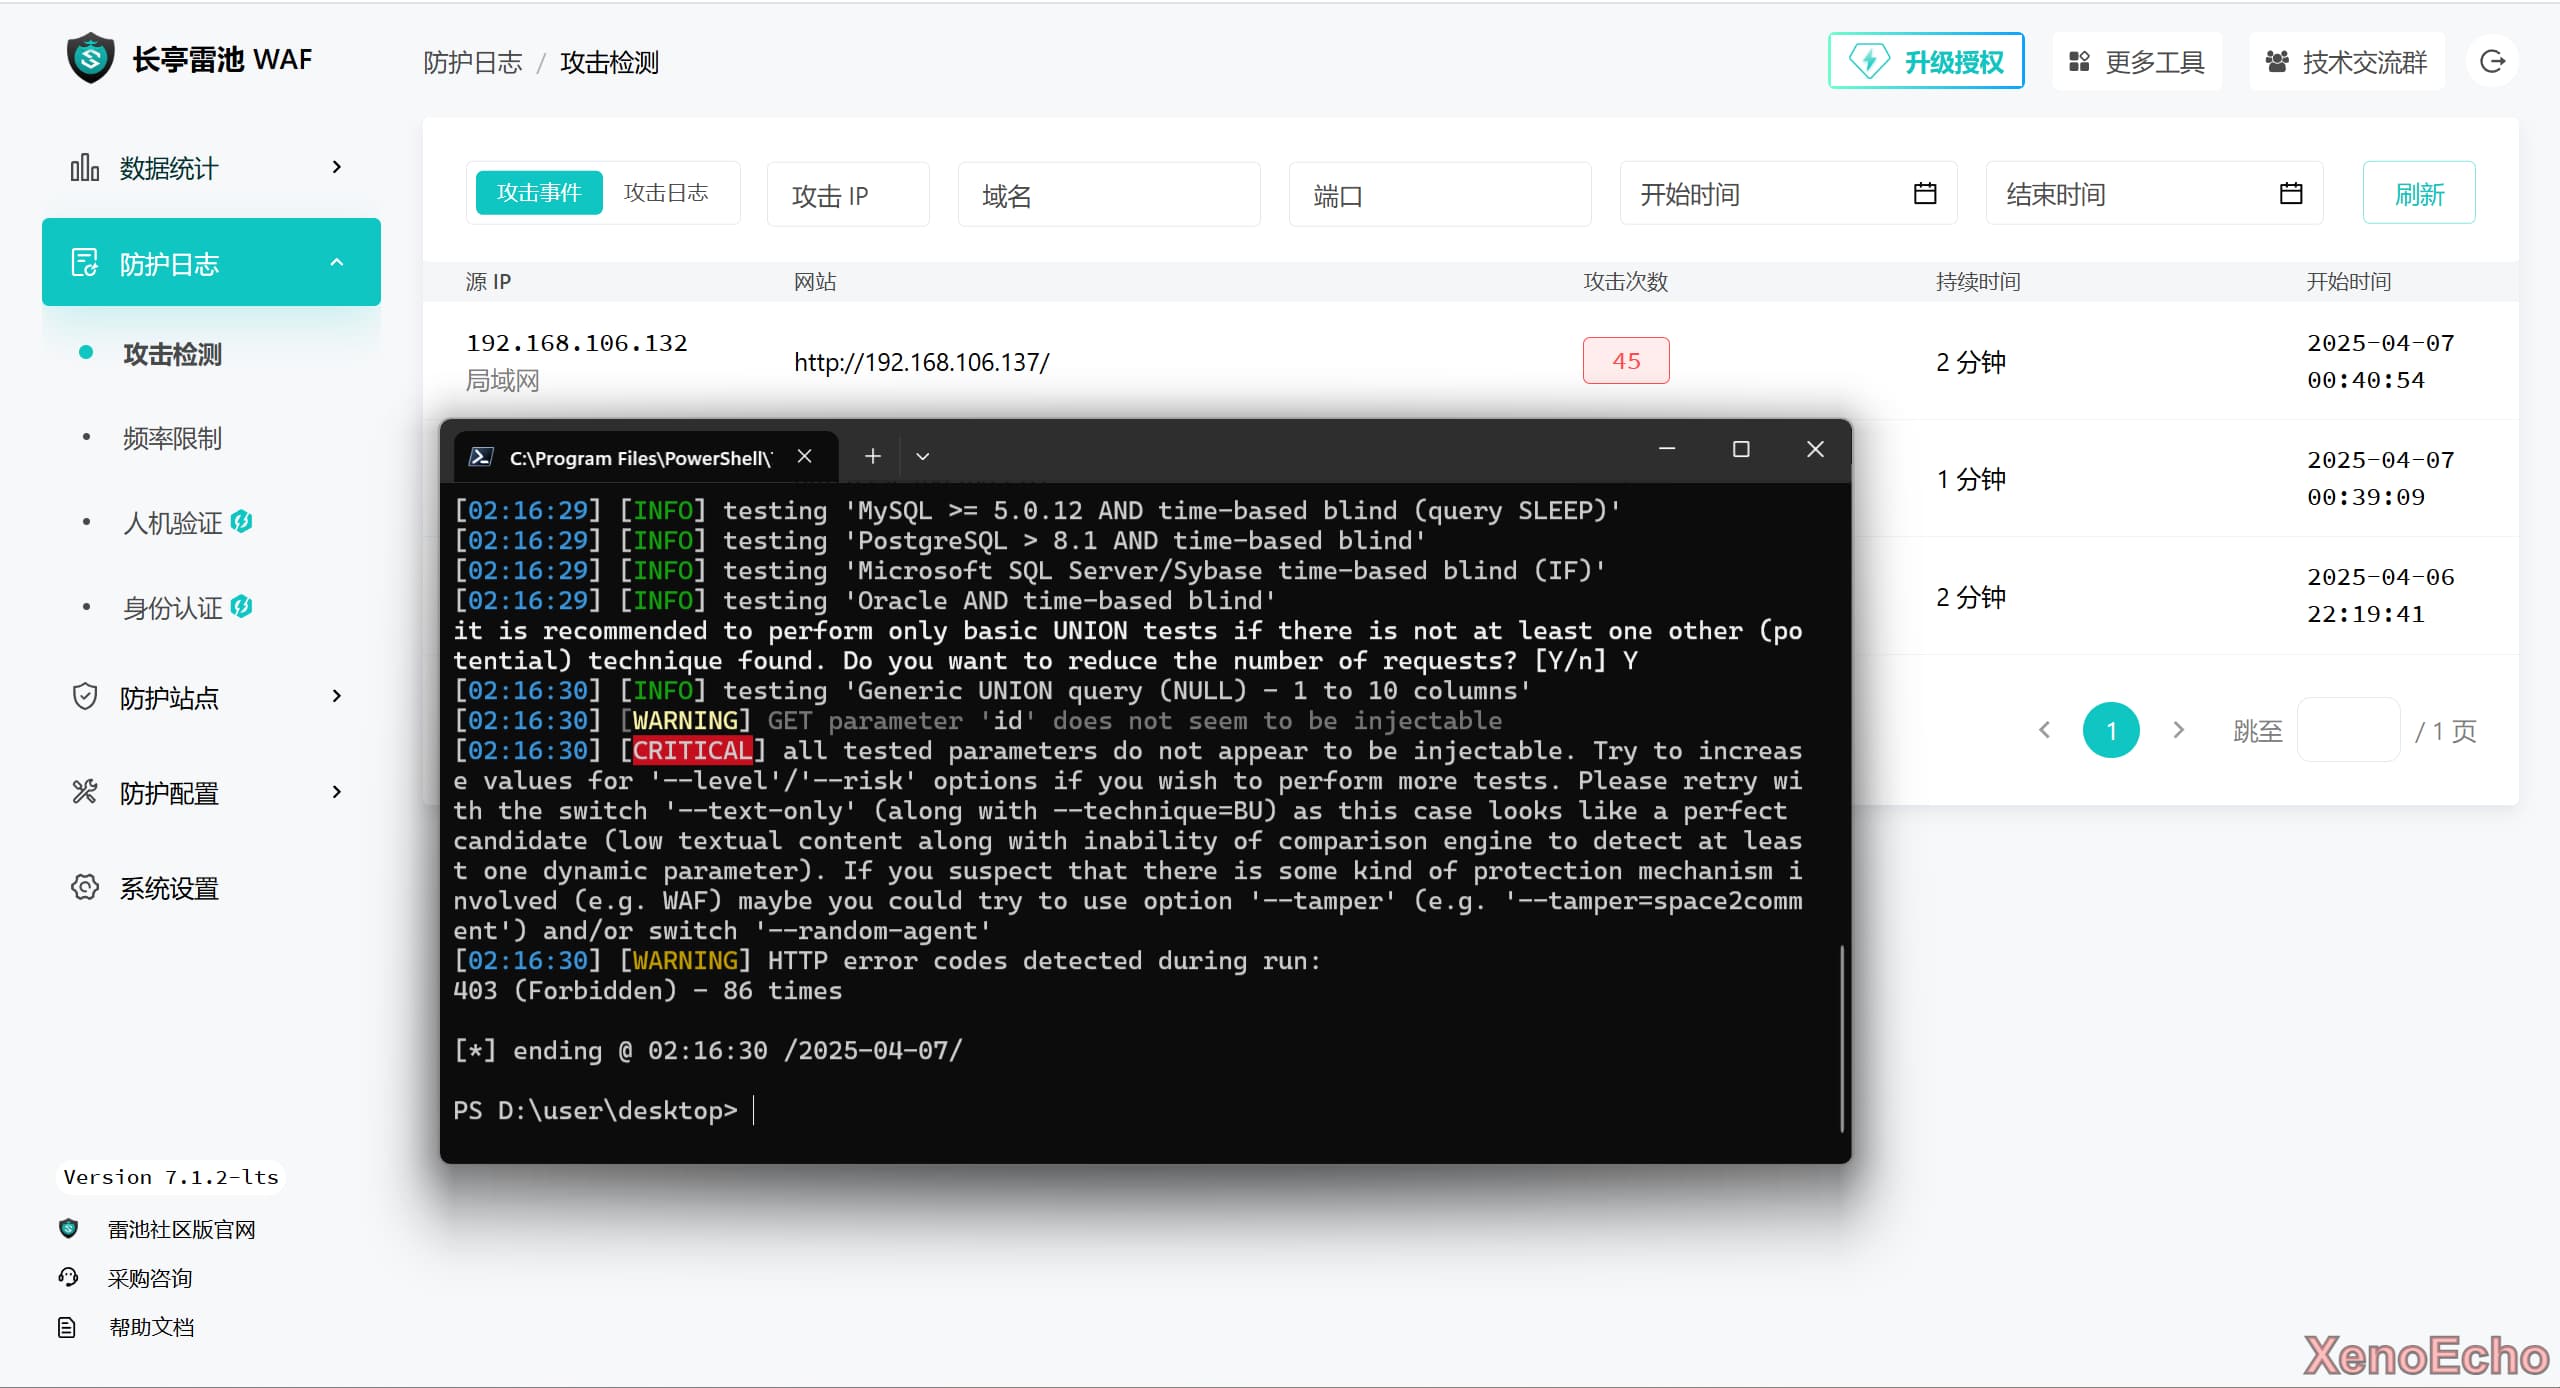 长亭雷池 WAF
防护日志 / 攻击检测
升级授权
更多工具
技术交流群
数据统计
防护日志
攻击检测
频率限制
人机验证
身份认证
防护站点
防护配置
系统设置
Version 7.1.2-lts
雷池社区版官网
采购咨询
帮助文档
攻击事件 攻击日志 攻击 IP 域名 端口 开始时间 结束时间 刷新
源 IP 网站 攻击次数 持续时间 开始时间
192.168.106.132
局域网
http://192.168.106.137/
45
2 分钟
2025-04-07
00:40:54
1 分钟
2025-04-07
00:39:09
2 分钟
2025-04-06
22:19:41
1 跳至 / 1 页
C:\Program Files\PowerShell\
[02:16:29] [INFO] testing 'MySQL >= 5.0.12 AND time-based blind (query SLEEP)'
[02:16:29] [INFO] testing 'PostgreSQL > 8.1 AND time-based blind'
[02:16:29] [INFO] testing 'Microsoft SQL Server/Sybase time-based blind (IF)'
[02:16:29] [INFO] testing 'Oracle AND time-based blind'
it is recommended to perform only basic UNION tests if there is not at least one other (po
tential) technique found. Do you want to reduce the number of requests? [Y/n] Y
[02:16:30] [INFO] testing 'Generic UNION query (NULL) - 1 to 10 columns'
[02:16:30] [WARNING] GET parameter 'id' does not seem to be injectable
[02:16:30] [CRITICAL] all tested parameters do not appear to be injectable. Try to increas
e values for '--level'/'--risk' options if you wish to perform more tests. Please retry wi
th the switch '--text-only' (along with --technique=BU) as this case looks like a perfect
candidate (low textual content along with inability of comparison engine to detect at leas
t one dynamic parameter). If you suspect that there is some kind of protection mechanism i
nvolved (e.g. WAF) maybe you could try to use option '--tamper' (e.g. '--tamper=space2comm
ent') and/or switch '--random-agent'
[02:16:30] [WARNING] HTTP error codes detected during run:
403 (Forbidden) - 86 times
[*] ending @ 02:16:30 /2025-04-07/
PS D:\user\desktop>
XenoEcho